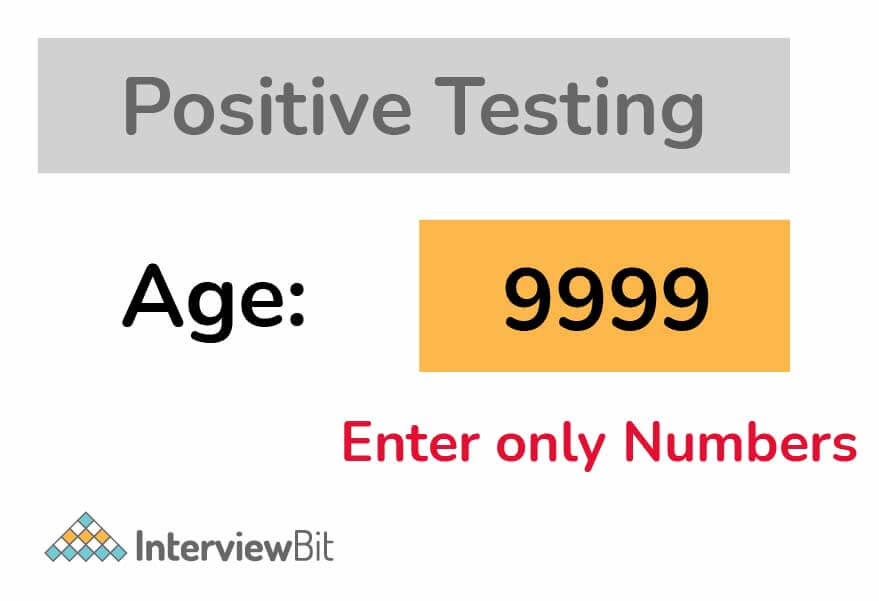 Positive Testing
Age: 9999
Enter only Numbers
InterviewBit